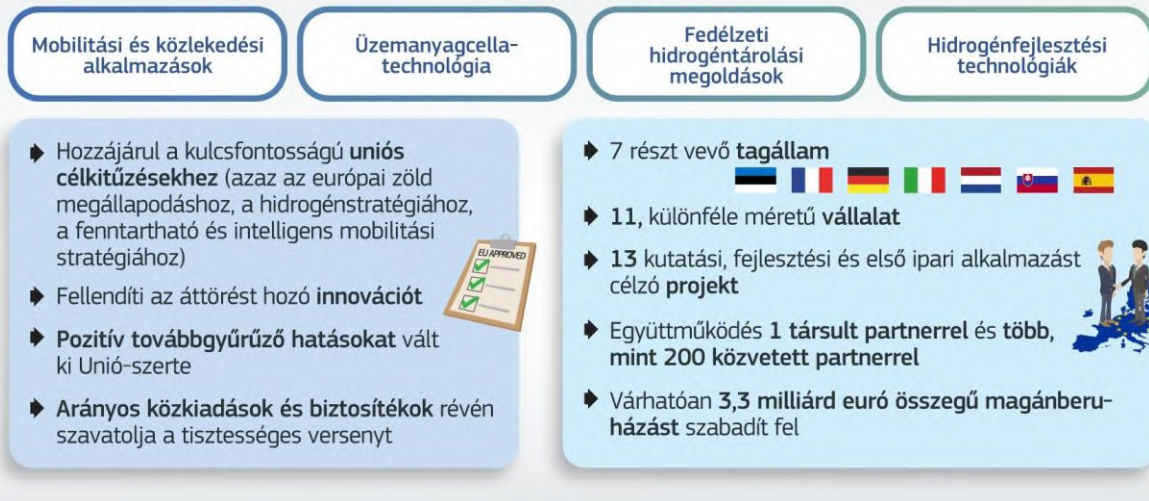 Mobilitási és közlekedési
alkalmazások
Üzemanyagcella-
technológia
Fedélzeti
hidrogéntárolási
megoldások
Hidrogénfejlesztési
technológiák
Hozzájárul a kulcsfontosságú uniós
célkitűzésekhez (azaz az európai zöld
megállapodáshoz, a hidrogénstratégiához,
a fenntartható és intelligens mobilitási
stratégiához)
EU APPROVED
Fellendíti az áttörést hozó innovációt
Pozitív továbbgyűrűző hatásokat vált
ki Unió-szerte
Arányos közkiadások és biztosítékok révén
szavatolja a tisztességes versenyt
7 részt vevő tagállam
11, különféle méretű vállalat
13 kutatási, fejlesztési és első ipari alkalmazást
célzó projekt
Együttműködés 1 társult partnerrel és több,
mint 200 közvetett partnerrel
Várhatóan 3,3 milliárd euró összegű magánberu-
házást szabadít fel